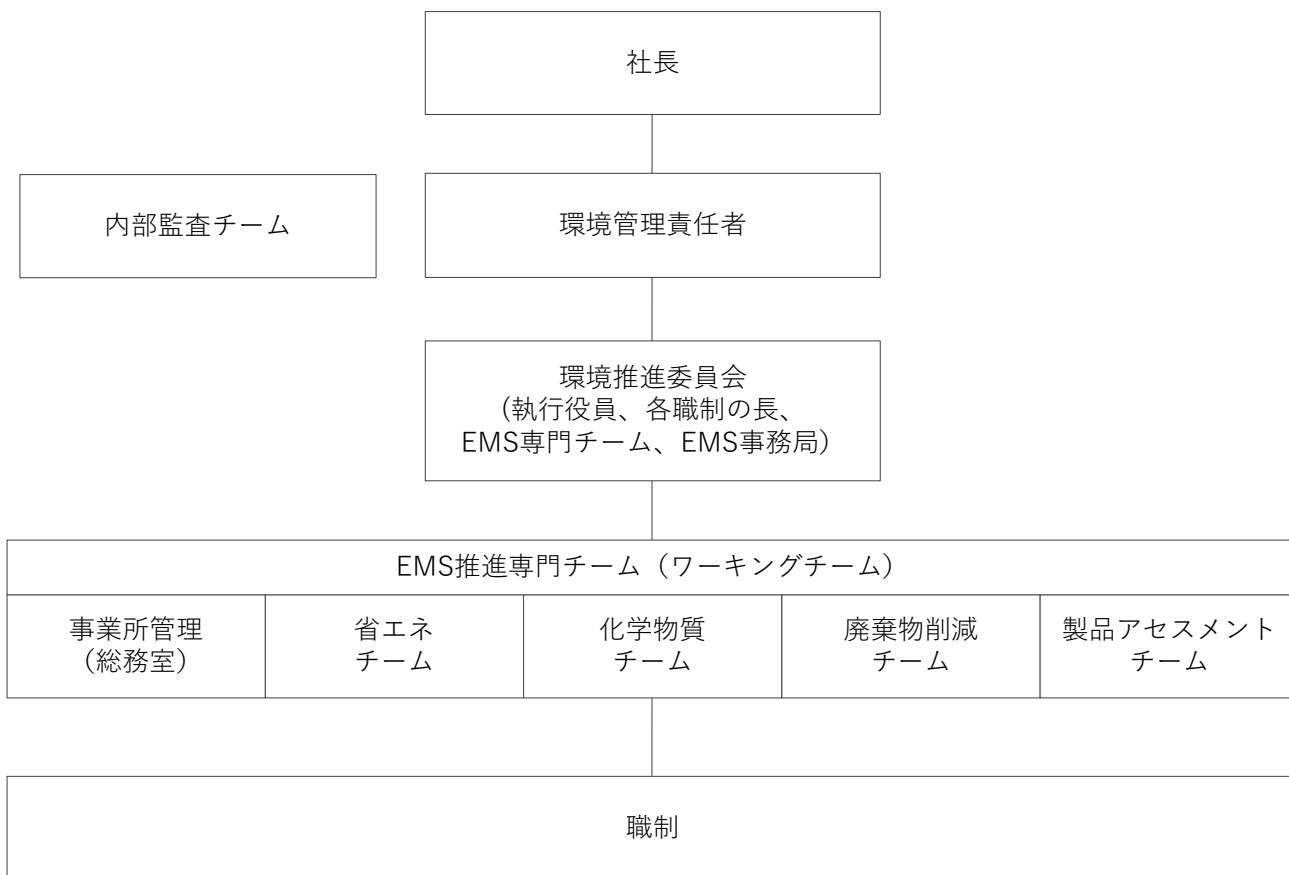 社長
内部監査チーム
環境管理責任者
環境推進委員会
（執行役員、各職制の長、
EMS専門チーム、EMS事務局）
EMS推進専門チーム（ワーキングチーム）
事業所管理
（総務室）
省エネ
チーム
化学物質
チーム
廃棄物削減
チーム
製品アセスメント
チーム
職制